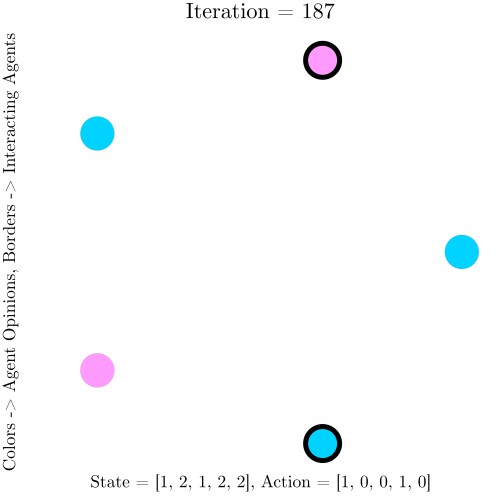 Iteration = 187
Colors -> Agent Opinions, Borders -> Interacting Agents
State = [1, 2, 1, 2, 2], Action = [1, 0, 0, 1, 0]